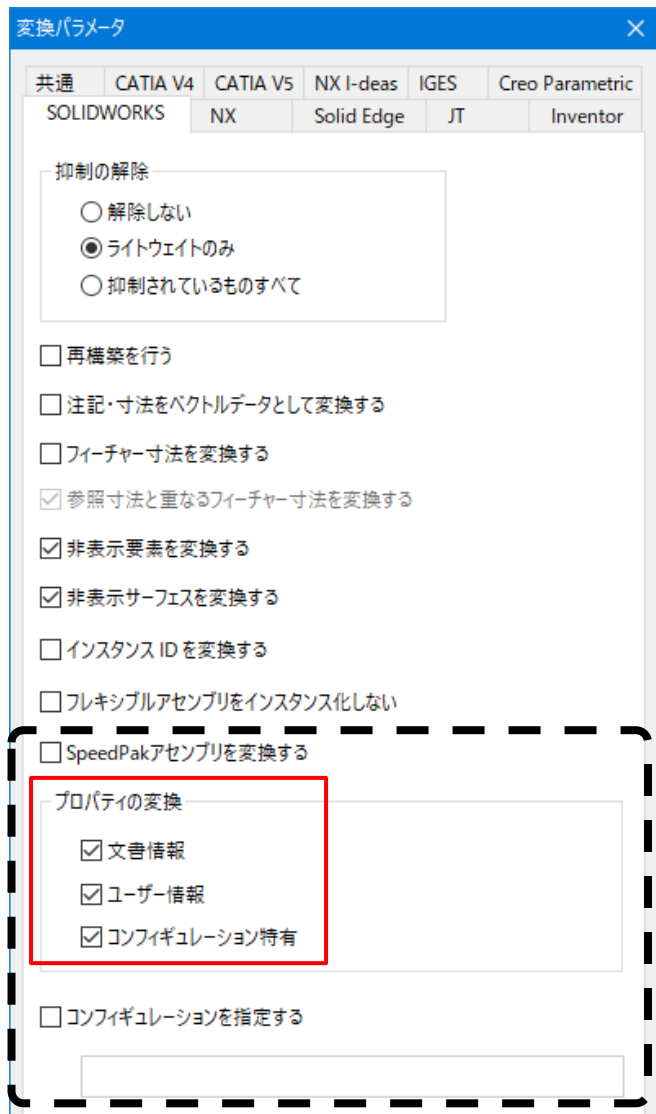 変換パラメータ
共通 CATIA V4 CATIA V5 NX I-deas IGES Creo Parametric
SOLIDWORKS NX Solid Edge JT Inventor
抑制の解除
解除しない
ライトウェイトのみ
抑制されているものすべて
再構築を行う
注記・寸法をベクトルデータとして変換する
フィーチャー寸法を変換する
参照寸法と重なるフィーチャー寸法を変換する
非表示要素を変換する
非表示サーフェスを変換する
インスタンス ID を変換する
フレキシブルアセンブリをインスタンス化しない
SpeedPakアセンブリを変換する
プロパティの変換
文書情報
ユーザー情報
コンフィギュレーション特有
コンフィギュレーションを指定する